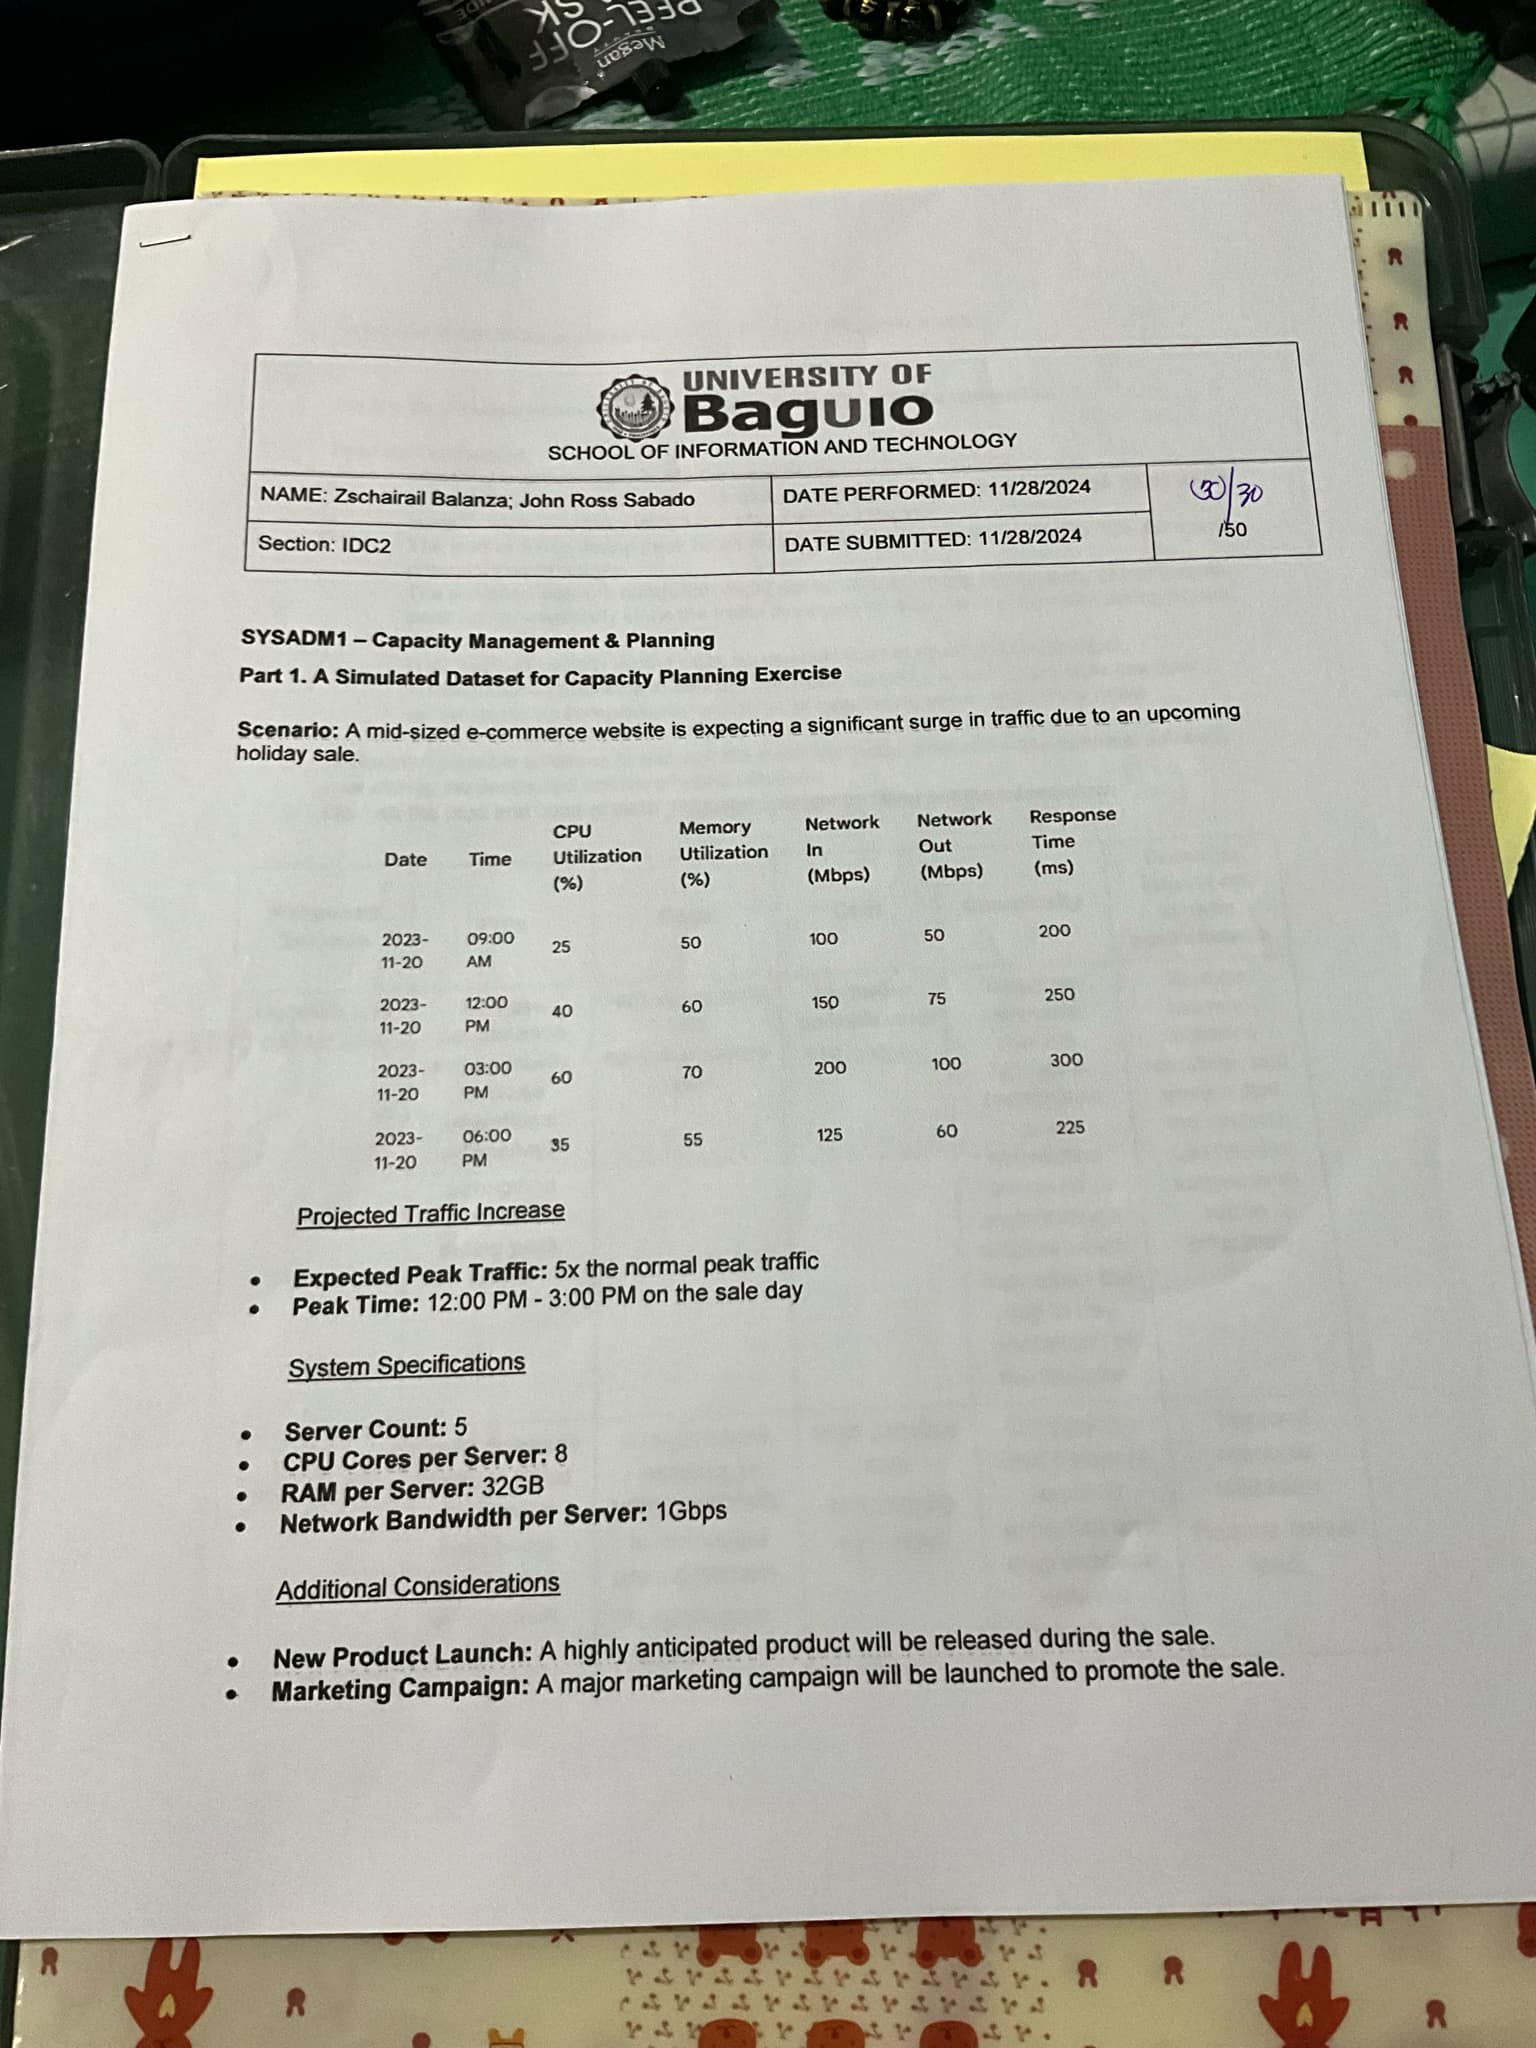 PEEL-OFF
Megan
UNIVERSITY OF
Baguio
SCHOOL OF INFORMATION AND TECHNOLOGY
NAME: Zschairail Balanza; John Ross Sabado
DATE PERFORMED: 11/28/2024
30/30
/50
Section: IDC2
DATE SUBMITTED: 11/28/2024
SYSADM1 – Capacity Management & Planning
Part 1. A Simulated Dataset for Capacity Planning Exercise
Scenario: A mid-sized e-commerce website is expecting a significant surge in traffic due to an upcoming
holiday sale.
Date Time CPU Utilization (%) Memory Utilization (%) Network In (Mbps) Network Out (Mbps) Response Time (ms)
2023-11-20 09:00 AM 25 50 100 50 200
2023-11-20 12:00 PM 40 60 150 75 250
2023-11-20 03:00 PM 60 70 200 100 300
2023-11-20 06:00 PM 35 55 125 60 225
Projected Traffic Increase
• Expected Peak Traffic: 5x the normal peak traffic
• Peak Time: 12:00 PM - 3:00 PM on the sale day
System Specifications
• Server Count: 5
• CPU Cores per Server: 8
• RAM per Server: 32GB
• Network Bandwidth per Server: 1Gbps
Additional Considerations
• New Product Launch: A highly anticipated product will be released during the sale.
• Marketing Campaign: A major marketing campaign will be launched to promote the sale.